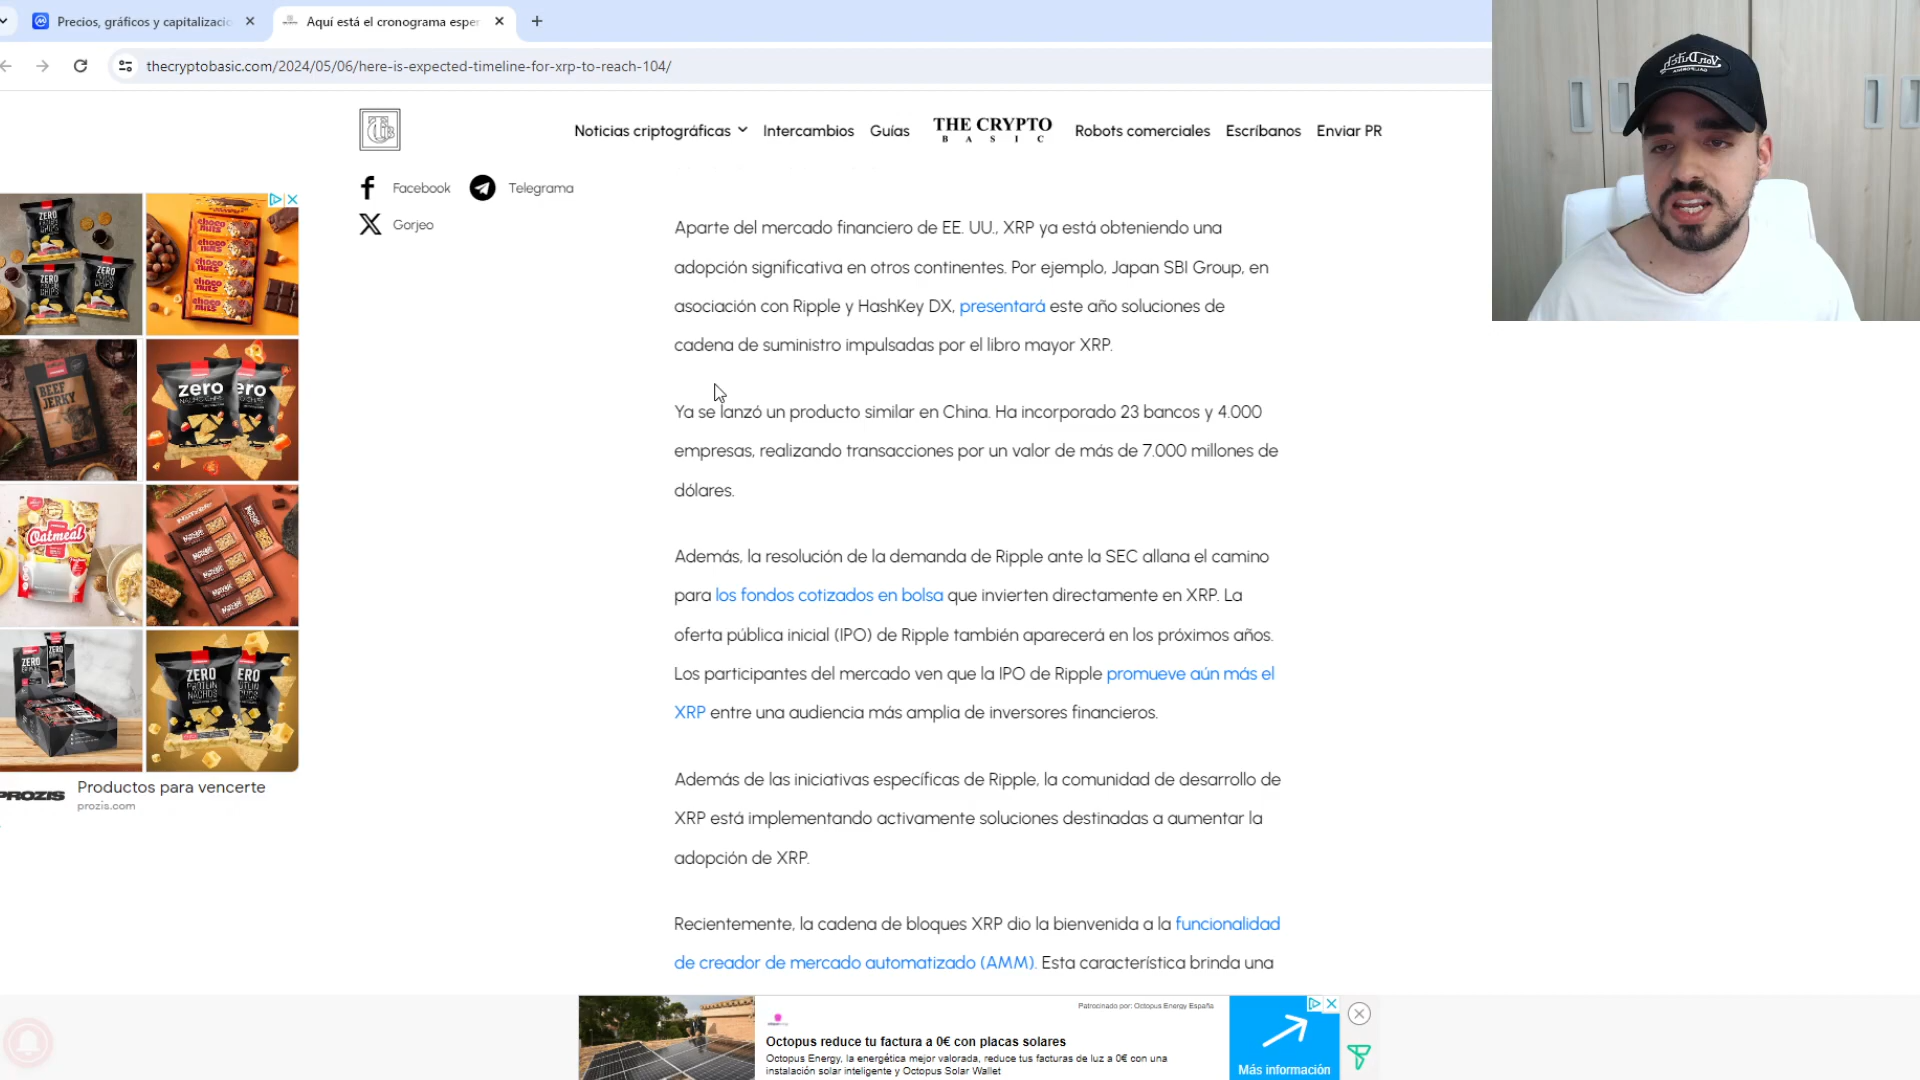 Precios, gráficos y capitalizació
Aquí está el cronograma esper
thecryptobasic.com/2024/05/06/here-is-expected-timeline-for-xrp-to-reach-104/
Noticias criptográficas
Intercambios
Guías
THE CRYPTO
BASIC
Robots comerciales
Escríbanos
Enviar PR
Facebook
Telegrama
Gorjeo
Aparte del mercado financiero de EE. UU., XRP ya está obteniendo una
adopción significativa en otros continentes. Por ejemplo, Japan SBI Group, en
asociación con Ripple y HashKey DX, presentará este año soluciones de
cadena de suministro impulsadas por el libro mayor XRP.
Ya se lanzó un producto similar en China. Ha incorporado 23 bancos y 4.000
empresas, realizando transacciones por un valor de más de 7.000 millones de
dólares.
Además, la resolución de la demanda de Ripple ante la SEC allana el camino
para los fondos cotizados en bolsa que invierten directamente en XRP. La
oferta pública inicial (IPO) de Ripple también aparecerá en los próximos años.
Los participantes del mercado ven que la IPO de Ripple promueve aún más el
XRP entre una audiencia más amplia de inversores financieros.
Además de las iniciativas específicas de Ripple, la comunidad de desarrollo de
XRP está implementando activamente soluciones destinadas a aumentar la
adopción de XRP.
Recientemente, la cadena de bloques XRP dio la bienvenida a la funcionalidad
de creador de mercado automatizado (AMM). Esta característica brinda una
ZERO
ZERO
ZERO
choco nuts
choco nuts
choco nuts
choco nuts
choco nuts
BEEF
JERKY
zero
Oatmeal
ZERO
ZERO
PROTEIN
NACHOS
PROZIS
Productos para vencerte
prozis.com
Patrocinado por: Octopus Energy España
Octopus reduce tu factura a 0€ con placas solares
Octopus Energy, la energética mejor valorada, reduce tus facturas de luz a 0€ con una
instalación solar inteligente y Octopus Solar Wallet
Más información